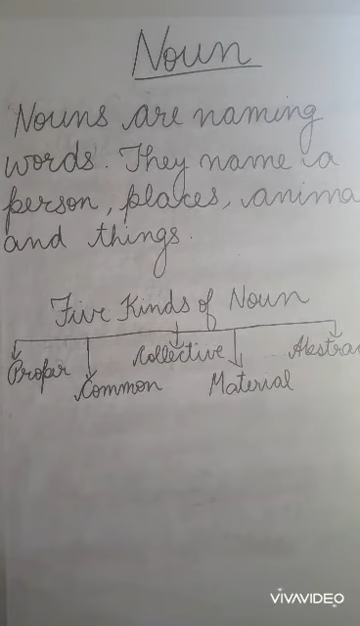 Noun
Nouns are naming
words. They name a
person, places, anima
and things.
Five Kinds of Noun
Proper Common Collective Material Abstra
VIVAVIDEO